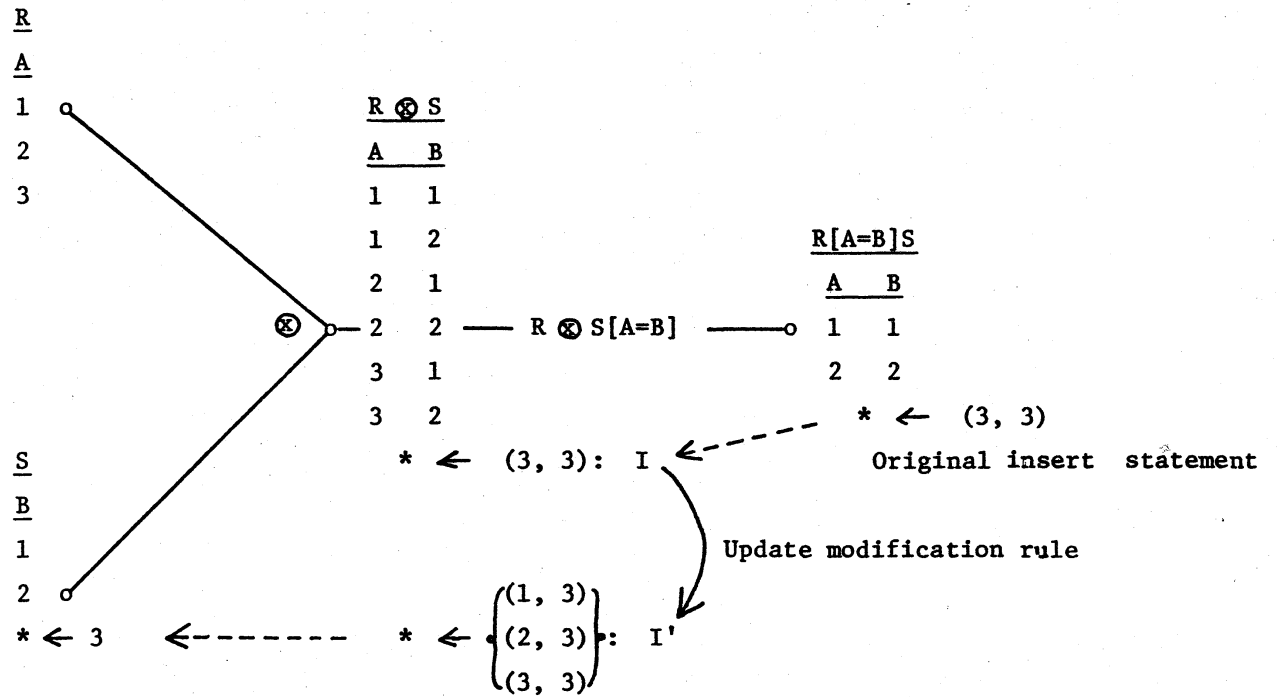 R
A
1
2
3
R ⊗ S
A B
1 1
1 2
2 1
2 2
3 1
3 2
* ← (3, 3): I
⊗
R ⊗ S[A=B]
R[A=B]S
A B
1 1
2 2
* ← (3, 3)
Original insert statement
Update modification rule
S
B
1
2
* ← 3
* ← {(1, 3)
(2, 3)
(3, 3)}: I'